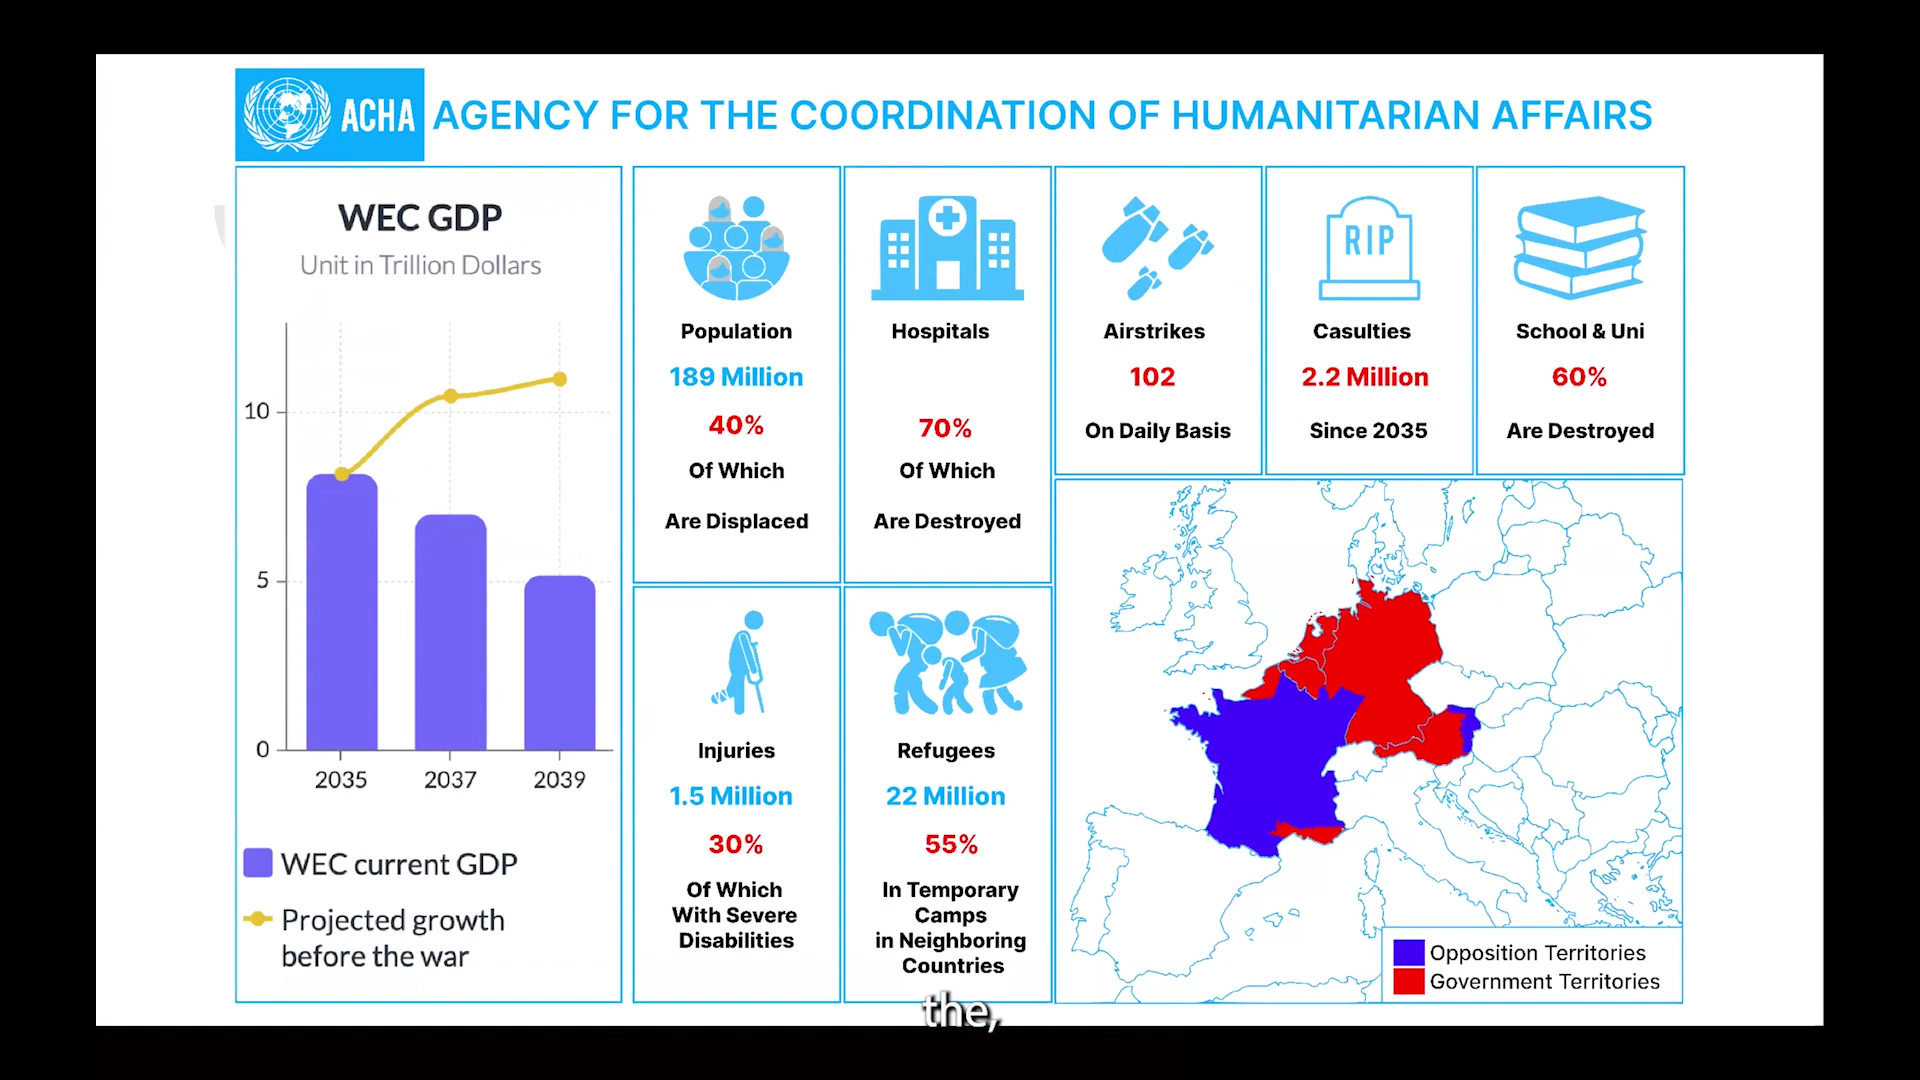 ACHA
AGENCY FOR THE COORDINATION OF HUMANITARIAN AFFAIRS
WEC GDP
Unit in Trillion Dollars
10
5
0
2035
2037
2039
WEC current GDP
Projected growth
before the war
Population
189 Million
40%
Of Which
Are Displaced
Hospitals
70%
Of Which
Are Destroyed
Airstrikes
102
On Daily Basis
RIP
Casulties
2.2 Million
Since 2035
School & Uni
60%
Are Destroyed
Injuries
1.5 Million
30%
Of Which
With Severe
Disabilities
Refugees
22 Million
55%
In Temporary
Camps
in Neighboring
Countries
Opposition Territories
Government Territories
the,